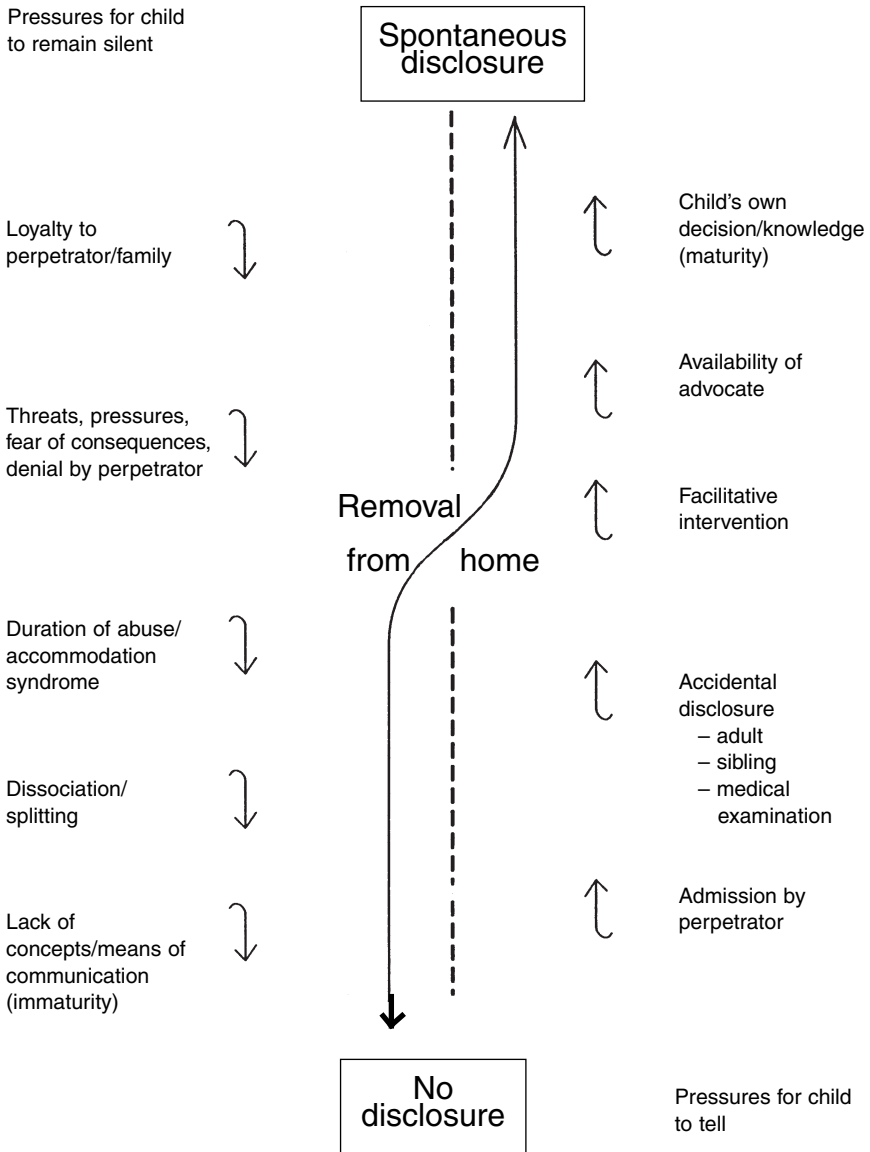 Pressures for child
to remain silent
Spontaneous
disclosure
Loyalty to
perpetrator/family
Child's own
decision/knowledge
(maturity)
Availability of
advocate
Threats, pressures,
fear of consequences,
denial by perpetrator
Removal
from home
Facilitative
intervention
Duration of abuse/
accommodation
syndrome
Accidental
disclosure
– adult
– sibling
– medical
examination
Dissociation/
splitting
Lack of
concepts/means of
communication
(immaturity)
Admission by
perpetrator
No
disclosure
Pressures for child
to tell